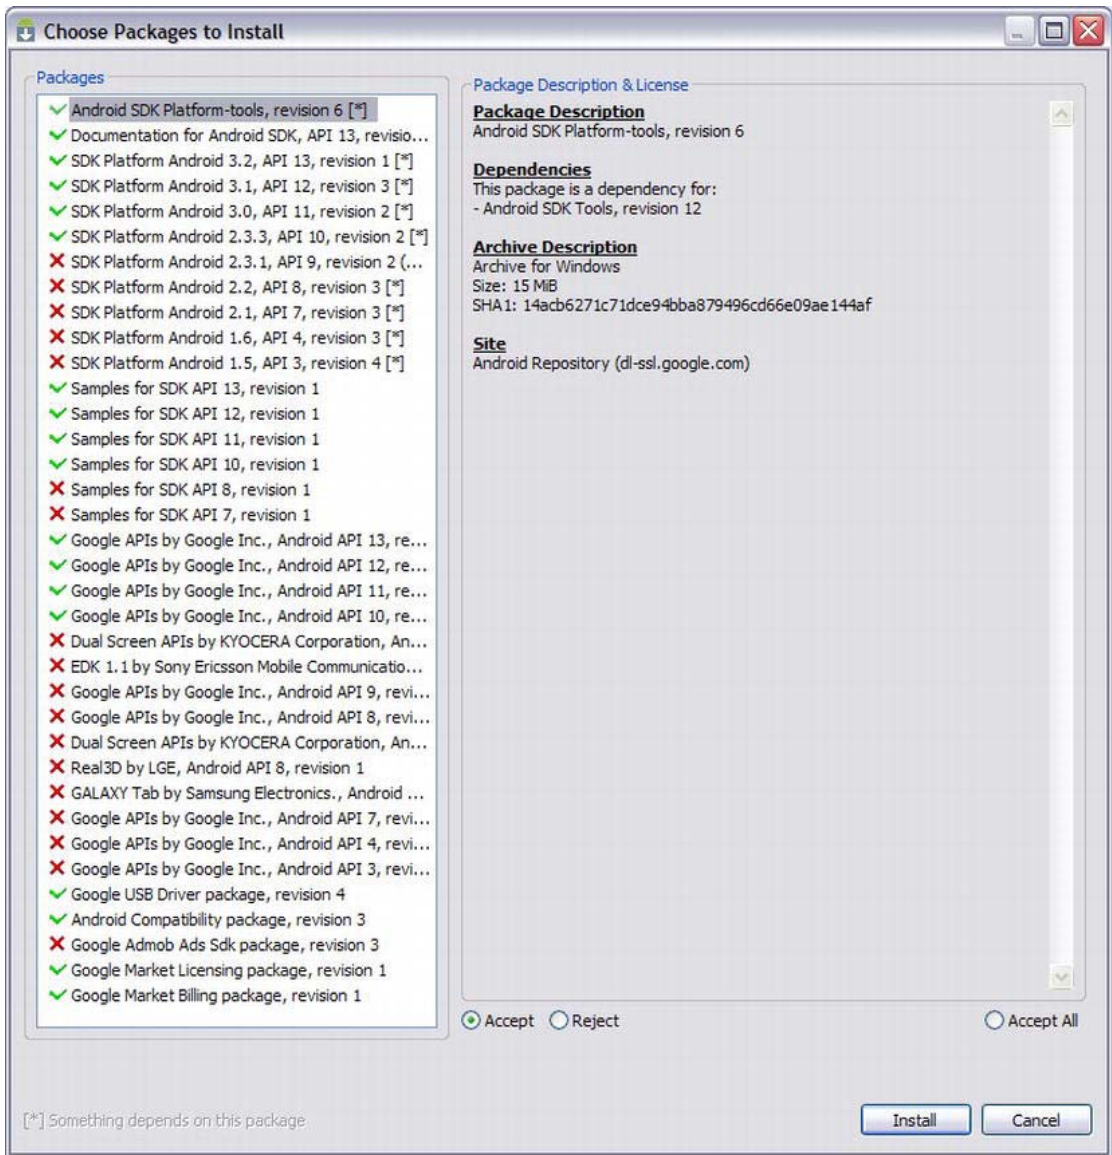 Choose Packages to Install
Packages
Android SDK Platform-tools, revision 6 [*]
Documentation for Android SDK, API 13, revisio...
SDK Platform Android 3.2, API 13, revision 1 [*]
SDK Platform Android 3.1, API 12, revision 3 [*]
SDK Platform Android 3.0, API 11, revision 2 [*]
SDK Platform Android 2.3.3, API 10, revision 2 [*]
SDK Platform Android 2.3.1, API 9, revision 2 (...
SDK Platform Android 2.2, API 8, revision 3 [*]
SDK Platform Android 2.1, API 7, revision 3 [*]
SDK Platform Android 1.6, API 4, revision 3 [*]
SDK Platform Android 1.5, API 3, revision 4 [*]
Samples for SDK API 13, revision 1
Samples for SDK API 12, revision 1
Samples for SDK API 11, revision 1
Samples for SDK API 10, revision 1
Samples for SDK API 8, revision 1
Samples for SDK API 7, revision 1
Google APIs by Google Inc., Android API 13, re...
Google APIs by Google Inc., Android API 12, re...
Google APIs by Google Inc., Android API 11, re...
Google APIs by Google Inc., Android API 10, re...
Dual Screen APIs by KYOCERA Corporation, An...
EDK 1.1 by Sony Ericsson Mobile Communicatio...
Google APIs by Google Inc., Android API 9, revi...
Google APIs by Google Inc., Android API 8, revi...
Dual Screen APIs by KYOCERA Corporation, An...
Real3D by LGE, Android API 8, revision 1
GALAXY Tab by Samsung Electronics., Android ...
Google APIs by Google Inc., Android API 7, revi...
Google APIs by Google Inc., Android API 4, revi...
Google APIs by Google Inc., Android API 3, revi...
Google USB Driver package, revision 4
Android Compatibility package, revision 3
Google Admob Ads Sdk package, revision 3
Google Market Licensing package, revision 1
Google Market Billing package, revision 1
Package Description & License
Package Description
Android SDK Platform-tools, revision 6
Dependencies
This package is a dependency for:
- Android SDK Tools, revision 12
Archive Description
Archive for Windows
Size: 15 MiB
SHA1: 14acb6271c71dce94bba879496cd66e09ae144af
Site
Android Repository (dl-ssl.google.com)
Accept Reject Accept All
[*] Something depends on this package
Install Cancel